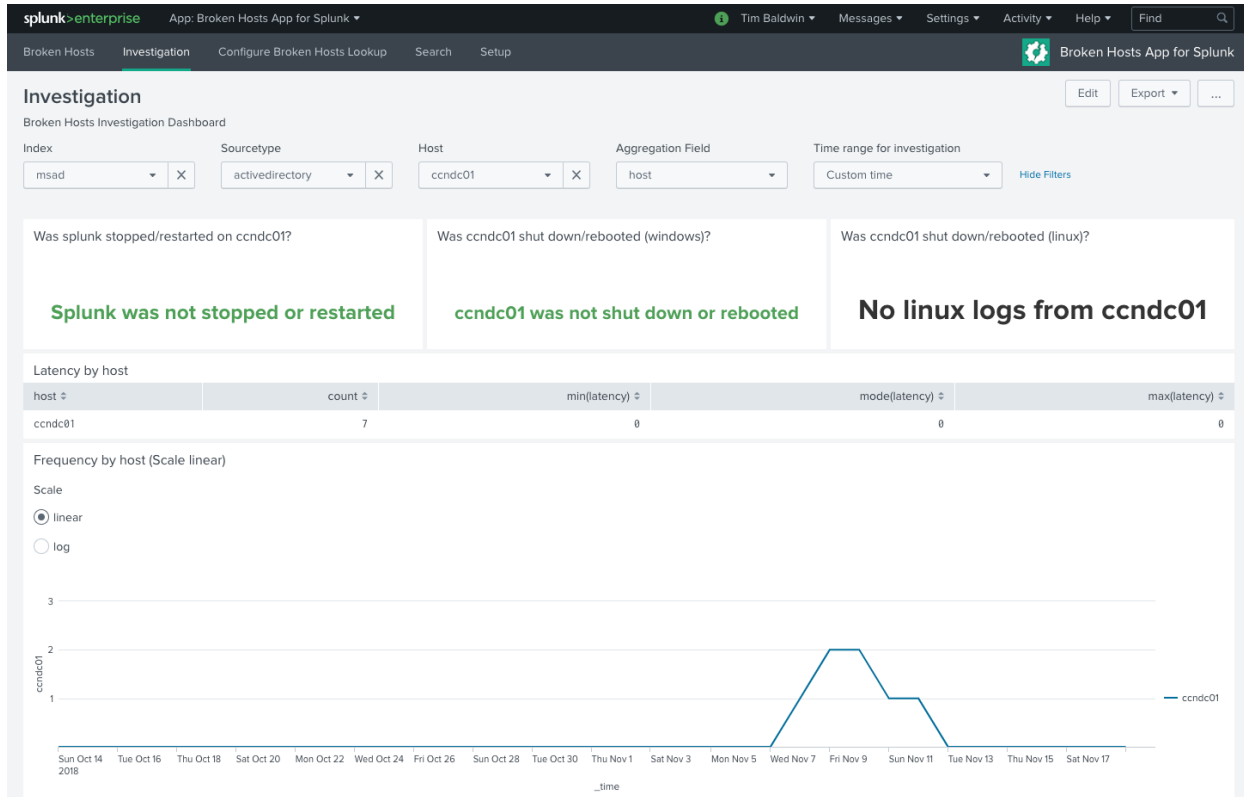 splunk>enterprise App: Broken Hosts App for Splunk i Tim Baldwin Messages Settings Activity Help Find
Broken Hosts Investigation Configure Broken Hosts Lookup Search Setup Broken Hosts App for Splunk
Investigation Edit Export ...
Broken Hosts Investigation Dashboard
Index Sourcetype Host Aggregation Field Time range for investigation
msad X activedirectory X ccndc01 X host Custom time Hide Filters
Was splunk stopped/restarted on ccndc01? Was ccndc01 shut down/rebooted (windows)? Was ccndc01 shut down/rebooted (linux)?
Splunk was not stopped or restarted ccndc01 was not shut down or rebooted No linux logs from ccndc01
Latency by host
host count min(latency) mode(latency) max(latency)
ccndc01 7 0 0 0
Frequency by host (Scale linear)
Scale
linear
log
3
2
1
ccndc01
ccndc01
Sun Oct 14 Tue Oct 16 Thu Oct 18 Sat Oct 20 Mon Oct 22 Wed Oct 24 Fri Oct 26 Sun Oct 28 Tue Oct 30 Thu Nov 1 Sat Nov 3 Mon Nov 5 Wed Nov 7 Fri Nov 9 Sun Nov 11 Tue Nov 13 Thu Nov 15 Sat Nov 17
2018
_time